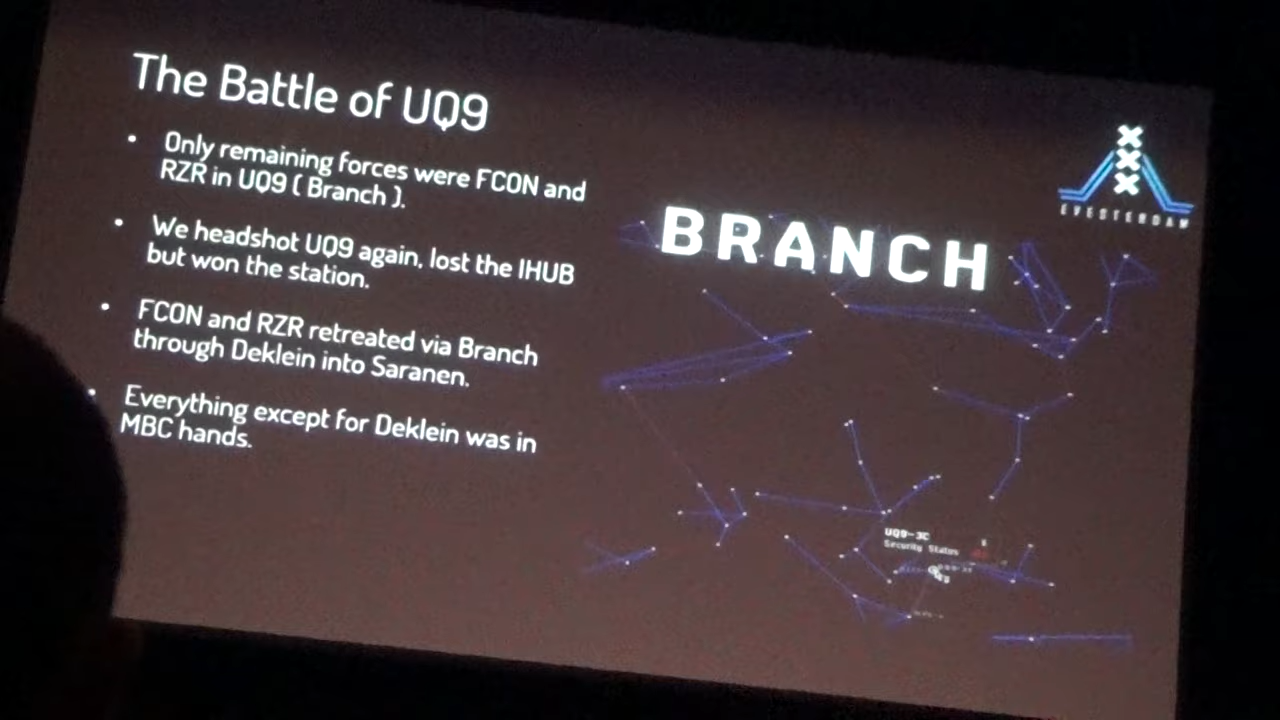 The Battle of UQ9
• Only remaining forces were FCON and
RZR in UQ9 ( Branch ).
• We headshot UQ9 again, lost the IHUB
but won the station.
• FCON and RZR retreated via Branch
through Deklein into Saranen.
• Everything except for Deklein was in
MBC hands.
XXX
EVESTERDAM
BRANCH
UQ9-3C
Security Status